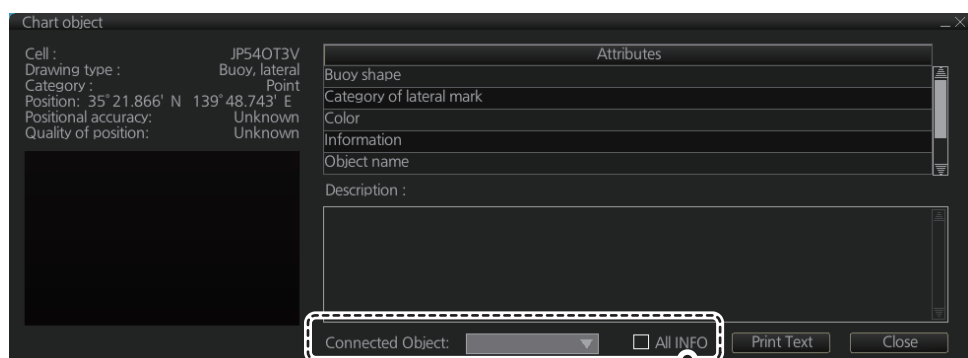 Chart object
Cell : JP54OT3V
Drawing type : Buoy, lateral
Category : Point
Position: 35°21.866' N 139°48.743' E
Positional accuracy: Unknown
Quality of position: Unknown
Attributes
Buoy shape
Category of lateral mark
Color
Information
Object name
Description :
Connected Object:
All INFO
Print Text
Close